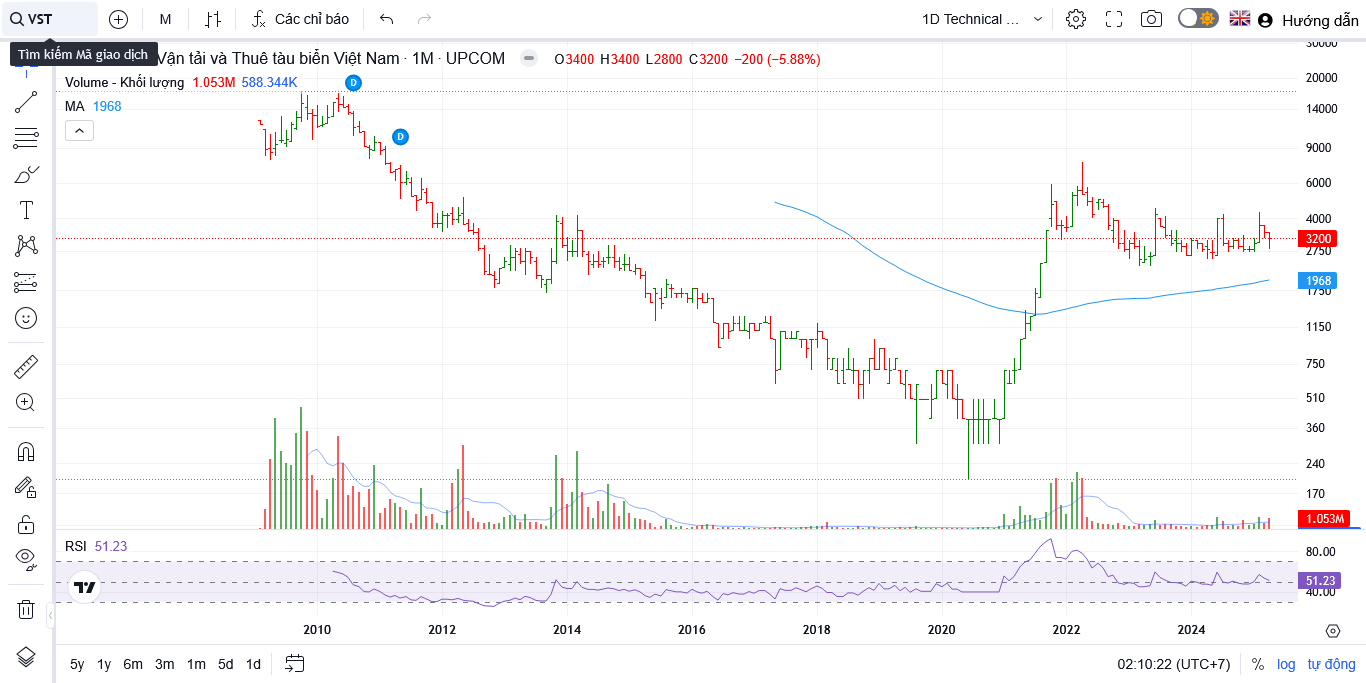 VST M Các chỉ báo 1D Technical ... Hướng dẫn
Tìm kiếm Mã giao dịch
Vận tải và Thuê tàu biển Việt Nam · 1M · UPCOM O3400 H3400 L2800 C3200 −200 (−5.88%)
Volume - Khối lượng 1.053M 588.344K
MA 1968
D
D
30000
20000
14000
9000
6000
4000
3200
2750
1968
1750
1150
750
510
360
240
170
1.053M
RSI 51.23
80.00
51.23
40.00
2010 2012 2014 2016 2018 2020 2022 2024
5y 1y 6m 3m 1m 5d 1d 02:10:22 (UTC+7) % log tự động